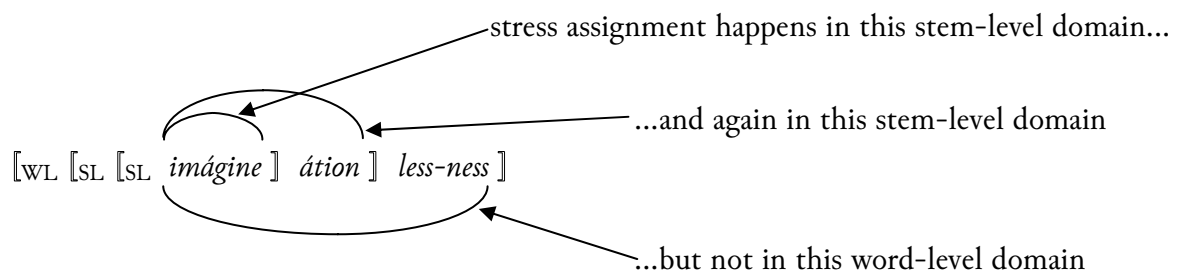 stress assignment happens in this stem-level domain...
...and again in this stem-level domain
⟦WL ⟦SL ⟦SL imágine ⟧ átion ⟧ less-ness ⟧
...but not in this word-level domain